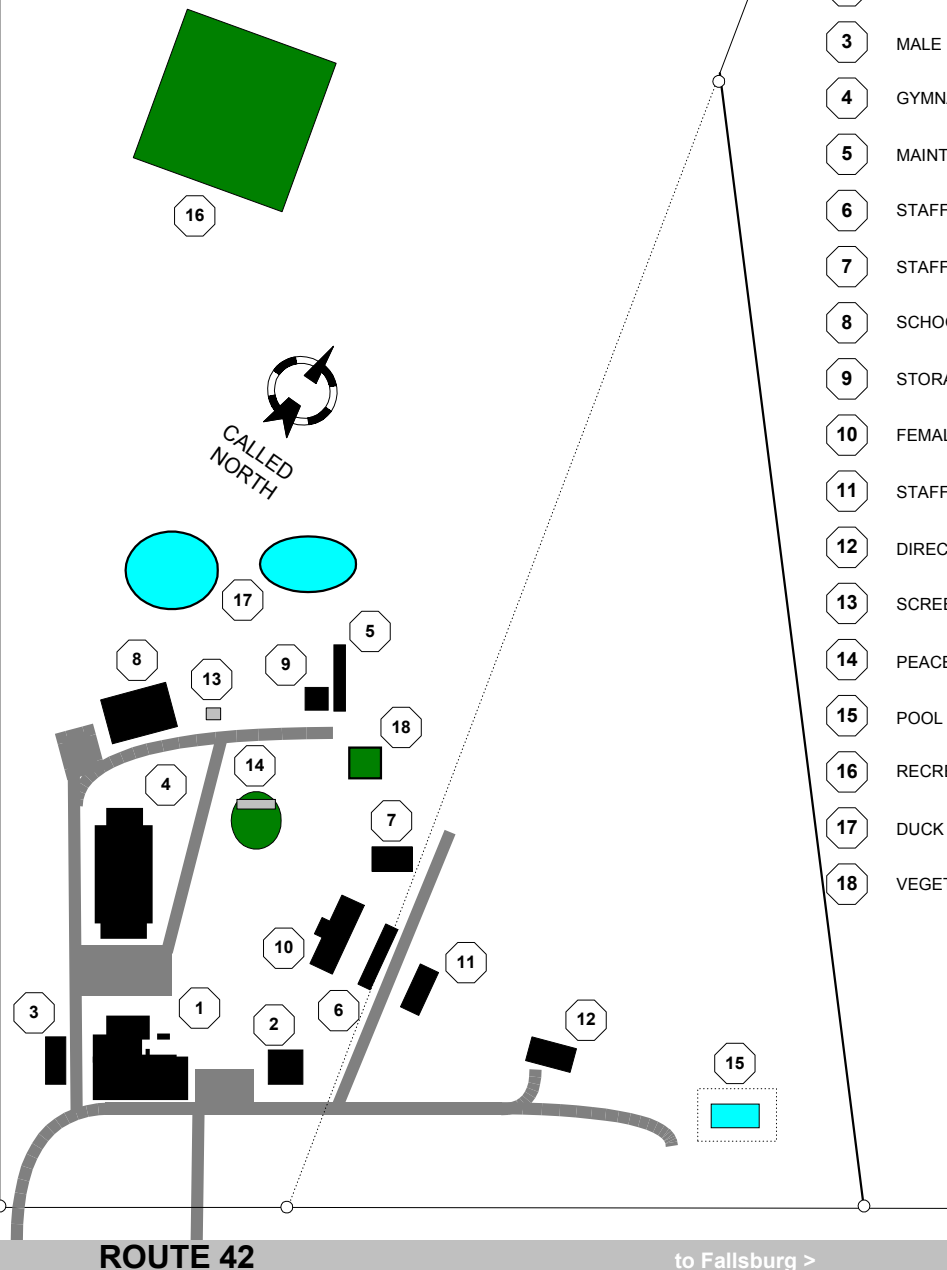 16
CALLED
NORTH
17
5
8
9
13
18
14
4
7
10
11
6
1
2
3
12
15
ROUTE 42
to Fallsburg >
3 MALE
4 GYMN
5 MAINT
6 STAFF
7 STAFF
8 SCHOO
9 STORA
10 FEMAL
11 STAFF
12 DIREC
13 SCREE
14 PEACE
15 POOL
16 RECRE
17 DUCK
18 VEGET